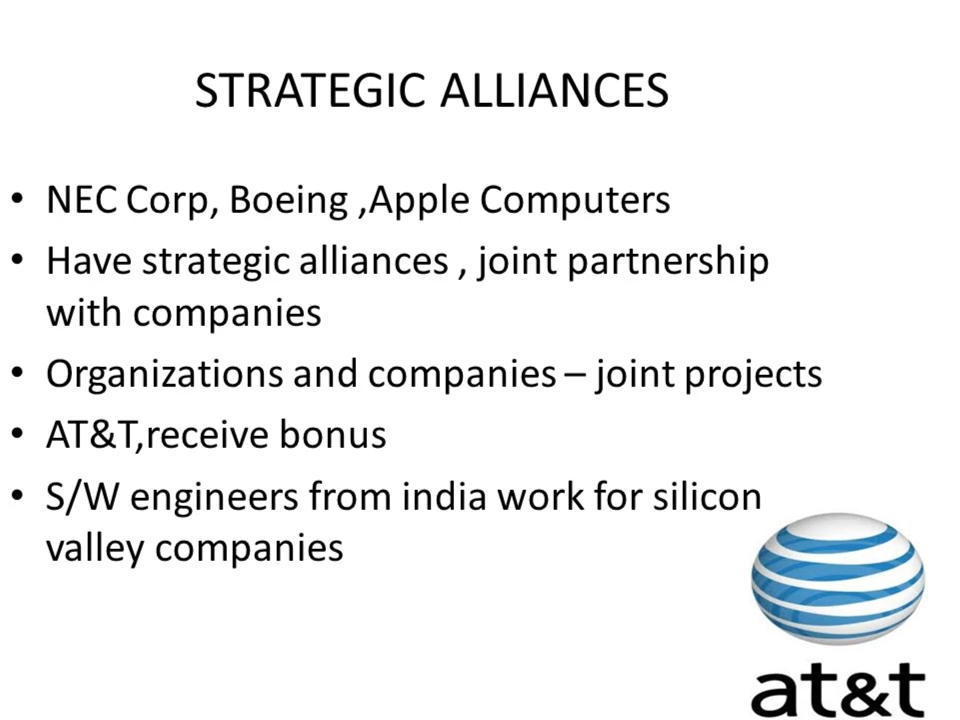 STRATEGIC ALLIANCES
• NEC Corp, Boeing ,Apple Computers
• Have strategic alliances , joint partnership
with companies
• Organizations and companies – joint projects
• AT&T,receive bonus
• S/W engineers from india work for silicon
valley companies
at&t